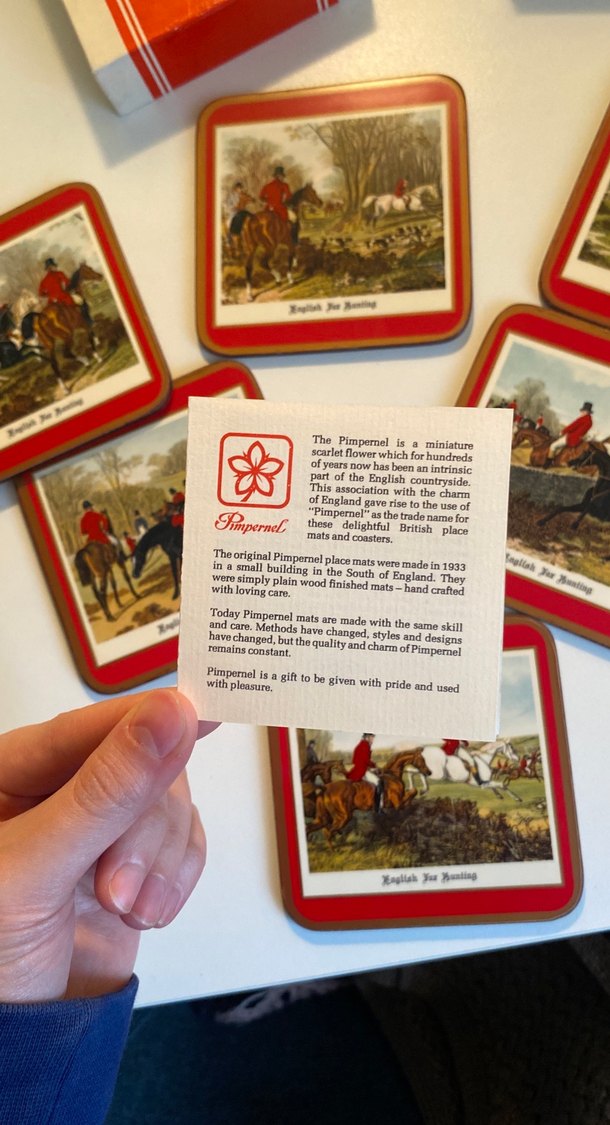 English Fox Hunting
English Fox Hunting
The Pimpernel is a miniature
scarlet flower which for hundreds
of years now has been an intrinsic
part of the English countryside.
This association with the charm
of England gave rise to the use of
"Pimpernel" as the trade name for
these delightful British place
mats and coasters.
Pimpernel
The original Pimpernel place mats were made in 1933
in a small building in the South of England. They
were simply plain wood finished mats – hand crafted
with loving care.
Today Pimpernel mats are made with the same skill
and care. Methods have changed, styles and designs
have changed, but the quality and charm of Pimpernel
remains constant.
Pimpernel is a gift to be given with pride and used
with pleasure.
English Fox Hunting
English Fox Hunting